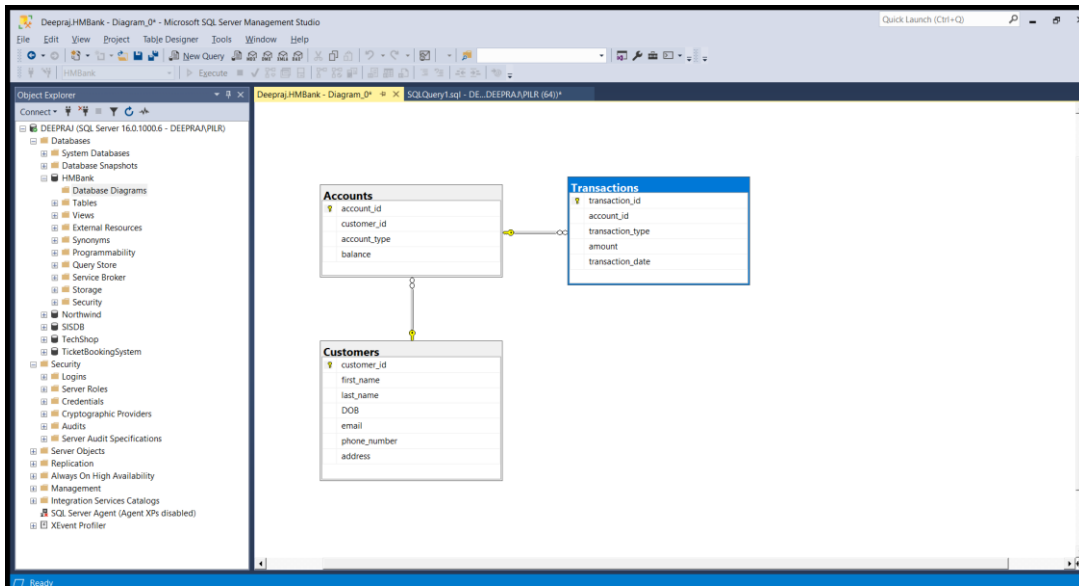 Deepraj.HMBank - Diagram_0* - Microsoft SQL Server Management Studio
Quick Launch (Ctrl+Q)
File Edit View Project Table Designer Tools Window Help
New Query
HMBank
Execute
Object Explorer
Deepraj.HMBank - Diagram_0*
SQLQuery1.sql - DE...DEEPRAJ\PILR (64))*
Connect
DEEPRAJ (SQL Server 16.0.1000.6 - DEEPRAJ\PILR)
Databases
System Databases
Database Snapshots
HMBank
Database Diagrams
Tables
Views
External Resources
Synonyms
Programmability
Query Store
Service Broker
Storage
Security
Northwind
SISDB
TechShop
TicketBookingSystem
Security
Logins
Server Roles
Credentials
Cryptographic Providers
Audits
Server Audit Specifications
Server Objects
Replication
Always On High Availability
Management
Integration Services Catalogs
SQL Server Agent (Agent XPs disabled)
XEvent Profiler
Accounts
account_id
customer_id
account_type
balance
Transactions
transaction_id
account_id
transaction_type
amount
transaction_date
Customers
customer_id
first_name
last_name
DOB
email
phone_number
address
Ready